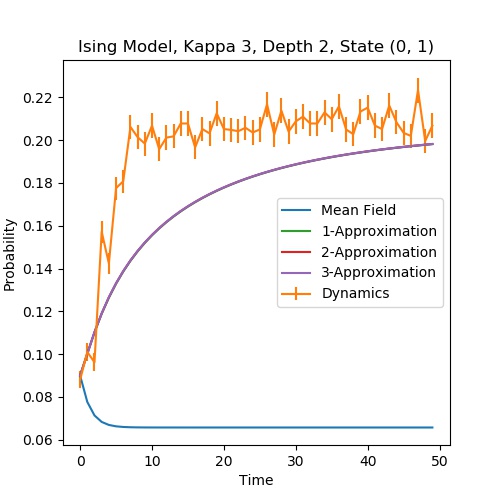 Ising Model, Kappa 3, Depth 2, State (0, 1)
Probability
0.22
0.20
0.18
0.16
0.14
0.12
0.10
0.08
0.06
Mean Field
1-Approximation
2-Approximation
3-Approximation
Dynamics
0 10 20 30 40 50
Time